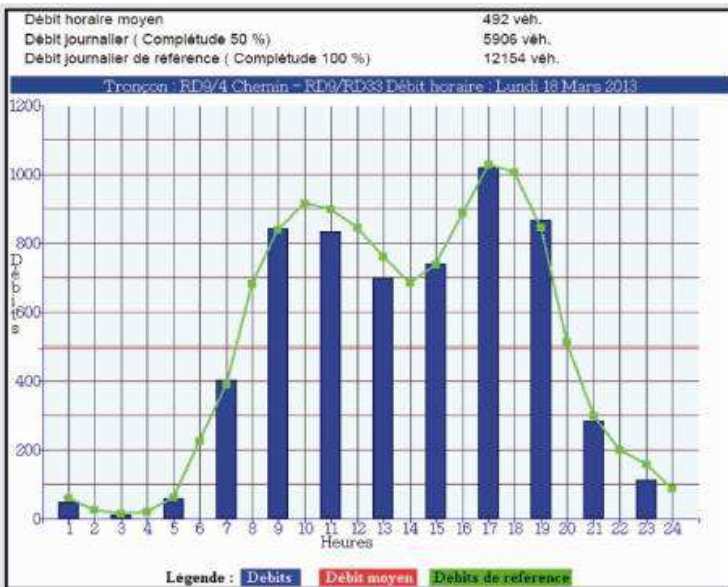 Débit horaire moyen 492 véh.
Débit journalier ( Complétude 50 %) 5906 véh.
Débit journalier de référence ( Complétude 100 %) 12154 véh.
Tronçon : RD9/4 Chemin - RD9/RD33 Débit horaire : Lundi 18 Mars 2013
1200
1000
800
600
400
200
0
Débits
1 2 3 4 5 6 7 8 9 10 11 12 13 14 15 16 17 18 19 20 21 22 23 24
Heures
Légende : Débits Débit moyen Débits de référence